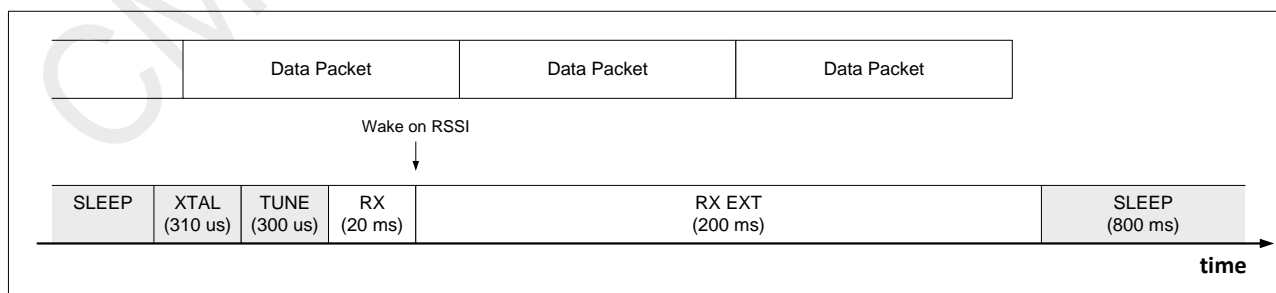 CM
Data Packet
Data Packet
Data Packet
Wake on RSSI
SLEEP
XTAL
(310 us)
TUNE
(300 us)
RX
(20 ms)
RX EXT
(200 ms)
SLEEP
(800 ms)
time